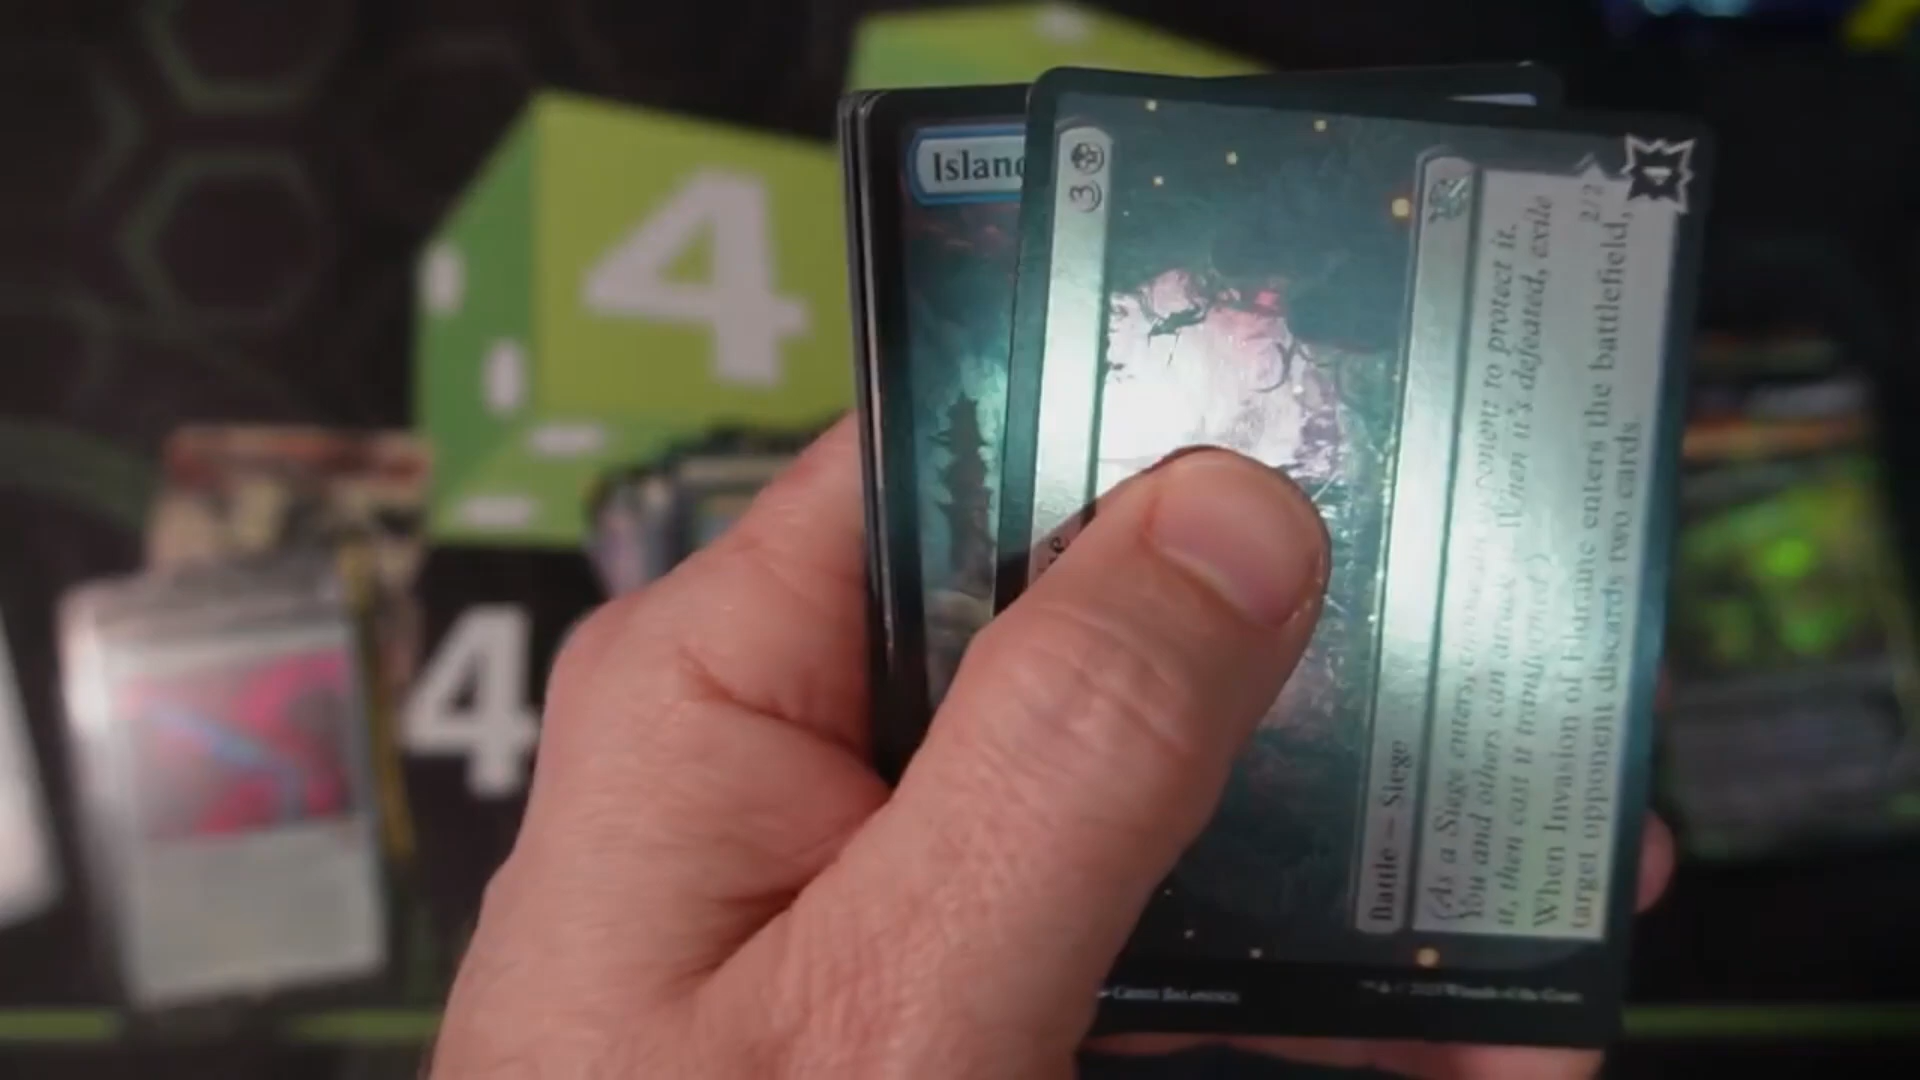 4
4
Island
3
4
Battle – Siege
(As a Siege enters, choose an opponent to protect it.
You and others can attack it. When it's defeated, exile
it, then cast it transformed.)
When Invasion of Eldraine enters the battlefield,
target opponent discards two cards.
2/2